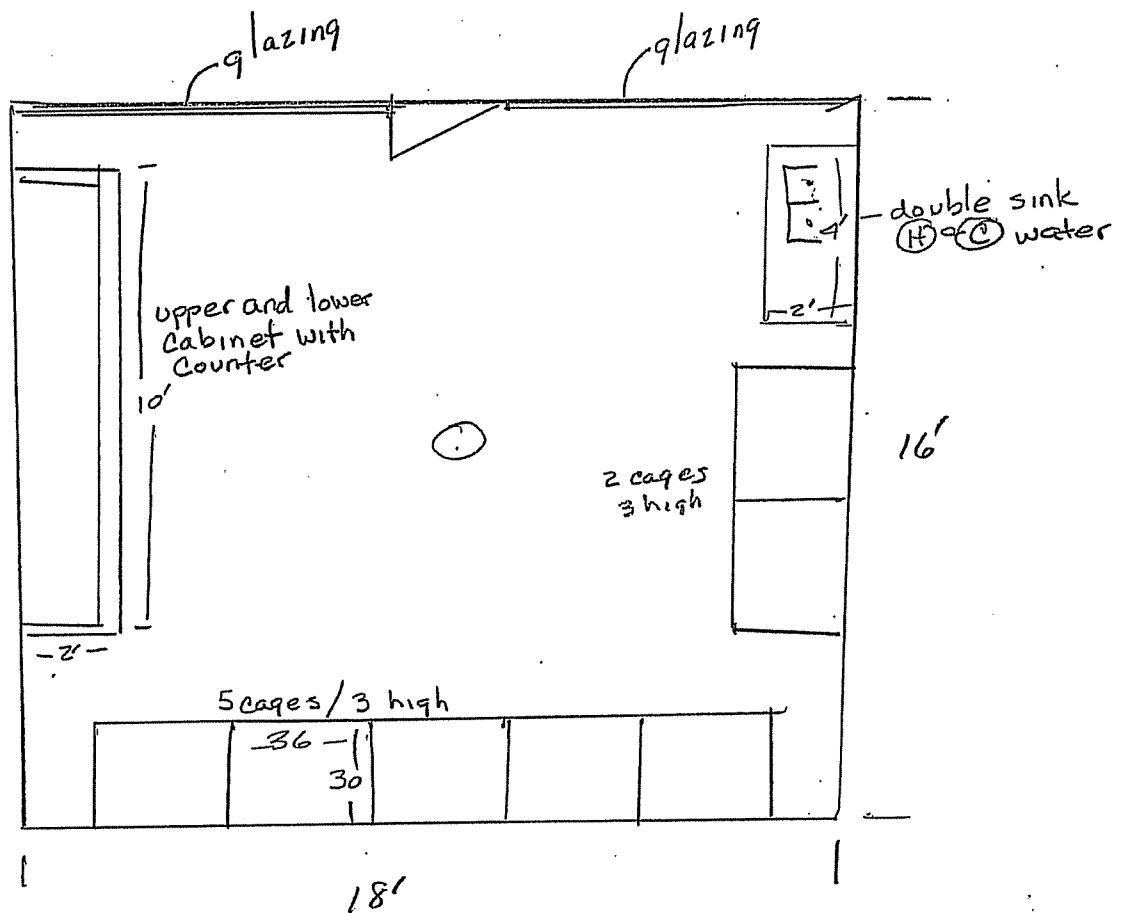 glazing
glazing
double sink
Ⓗ & Ⓒ water
4'
2'
upper and lower
cabinet with
counter
10'
2 cages
3 high
16'
2'
5 cages / 3 high
36
30
18'